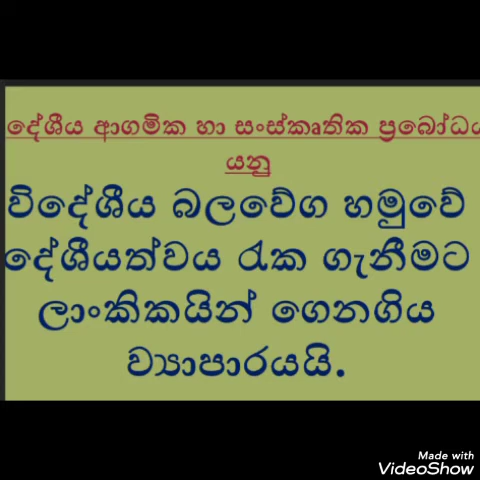 දේශීය ආගමික හා සංස්කෘතික ප්‍රබෝධය
යනු
විදේශීය බලවේග හමුවේ
දේශීයත්වය රැක ගැනීමට
ලාංකිකයින් ගෙනගිය
ව්‍යාපාරයයි.
Made with
VideoShow